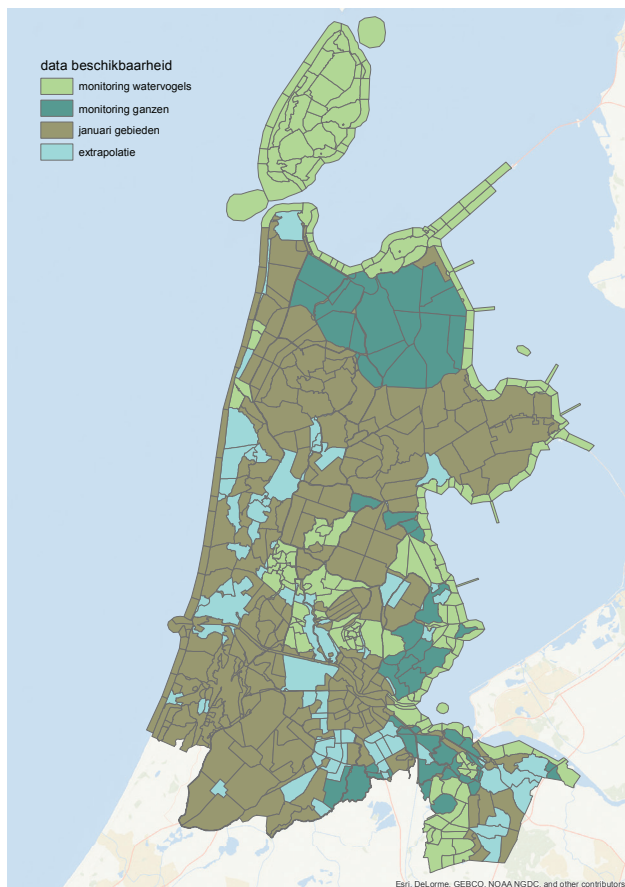 data beschikbaarheid
monitoring watervogels
monitoring ganzen
januari gebieden
extrapolatie
Esri, DeLorme, GEBCO, NOAA NGDC, and other contributors